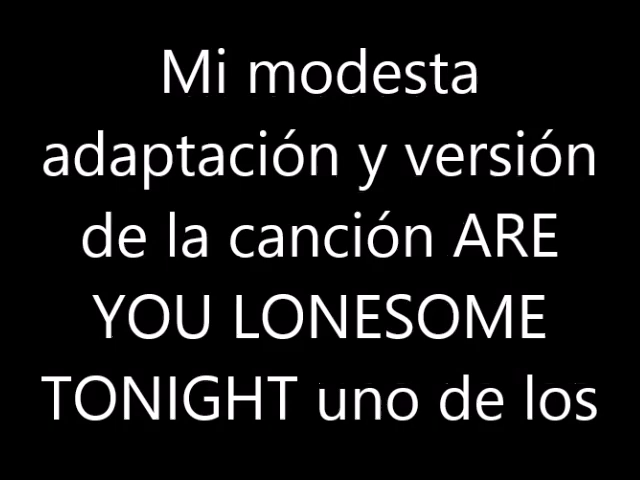 Mi modesta
adaptación y versión
de la canción ARE
YOU LONESOME
TONIGHT uno de los